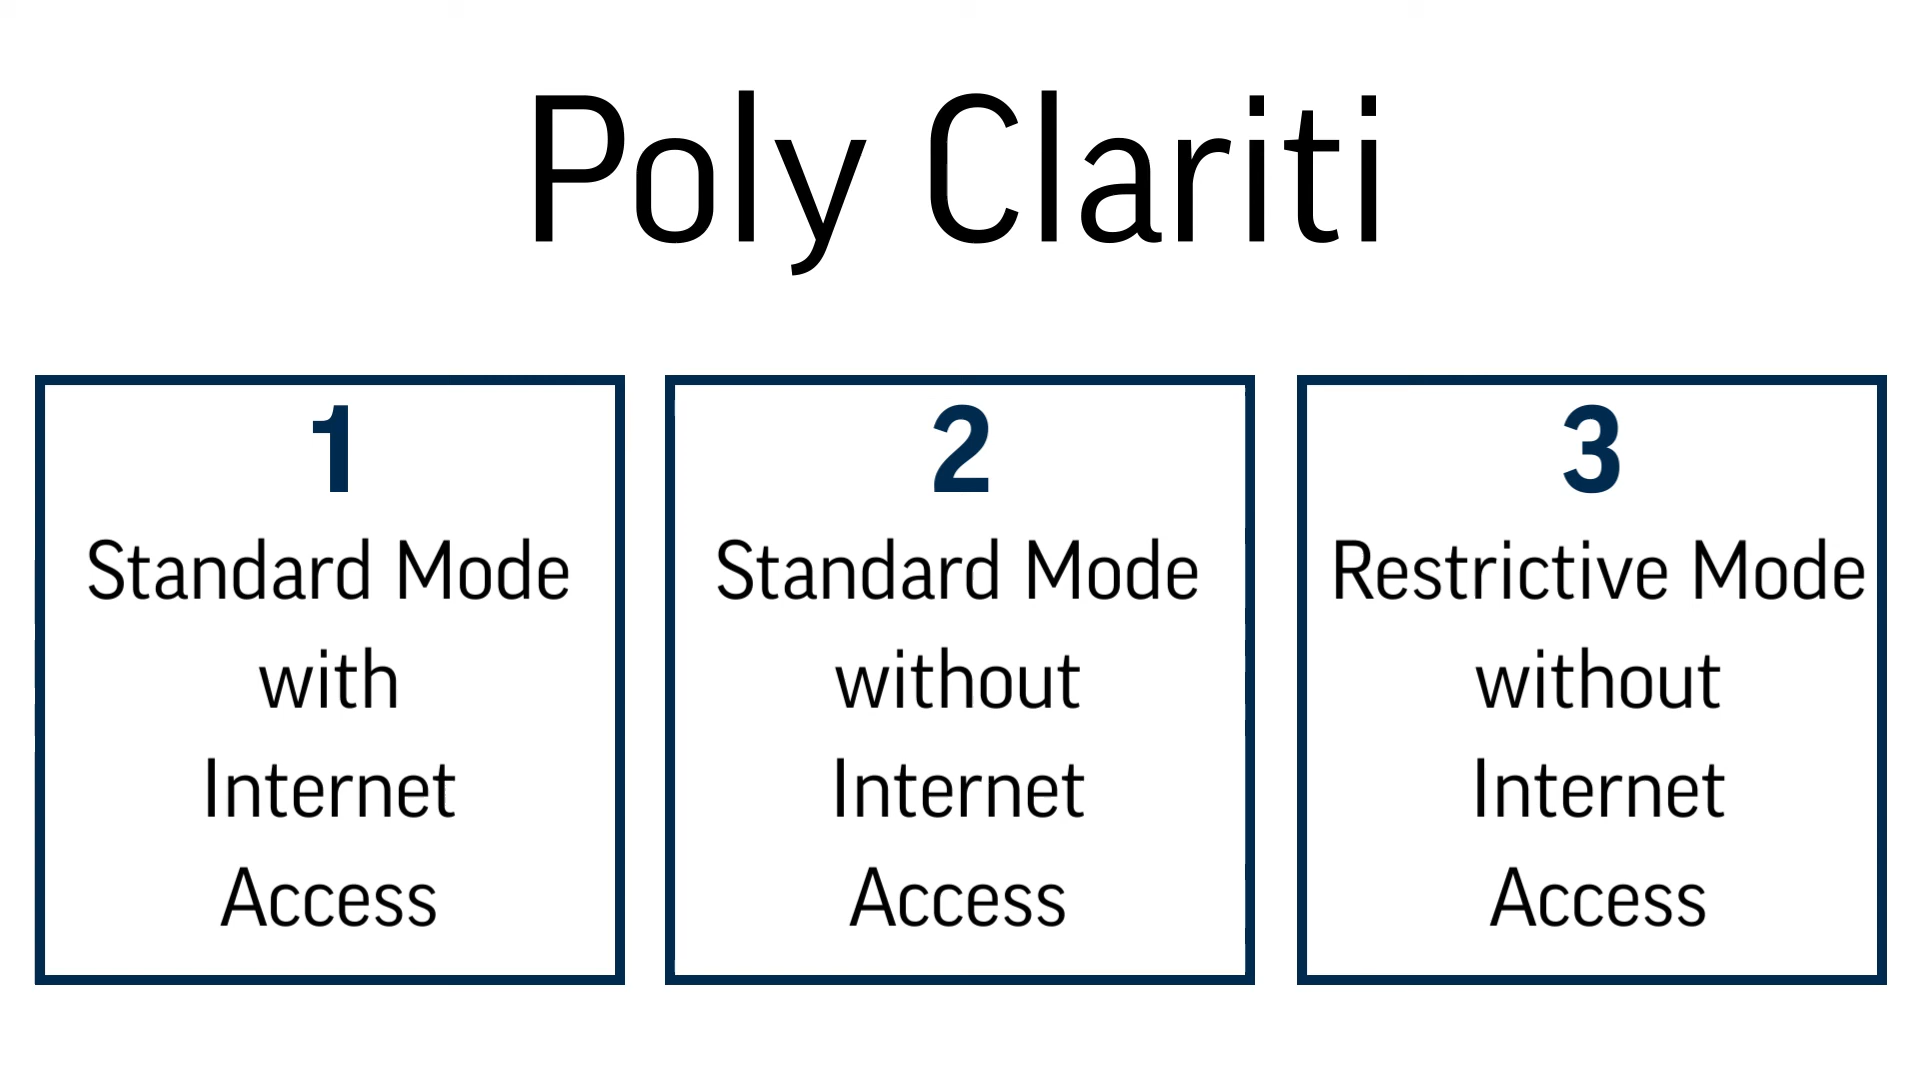 Poly Clariti
1
Standard Mode
with
Internet
Access
2
Standard Mode
without
Internet
Access
3
Restrictive Mode
without
Internet
Access